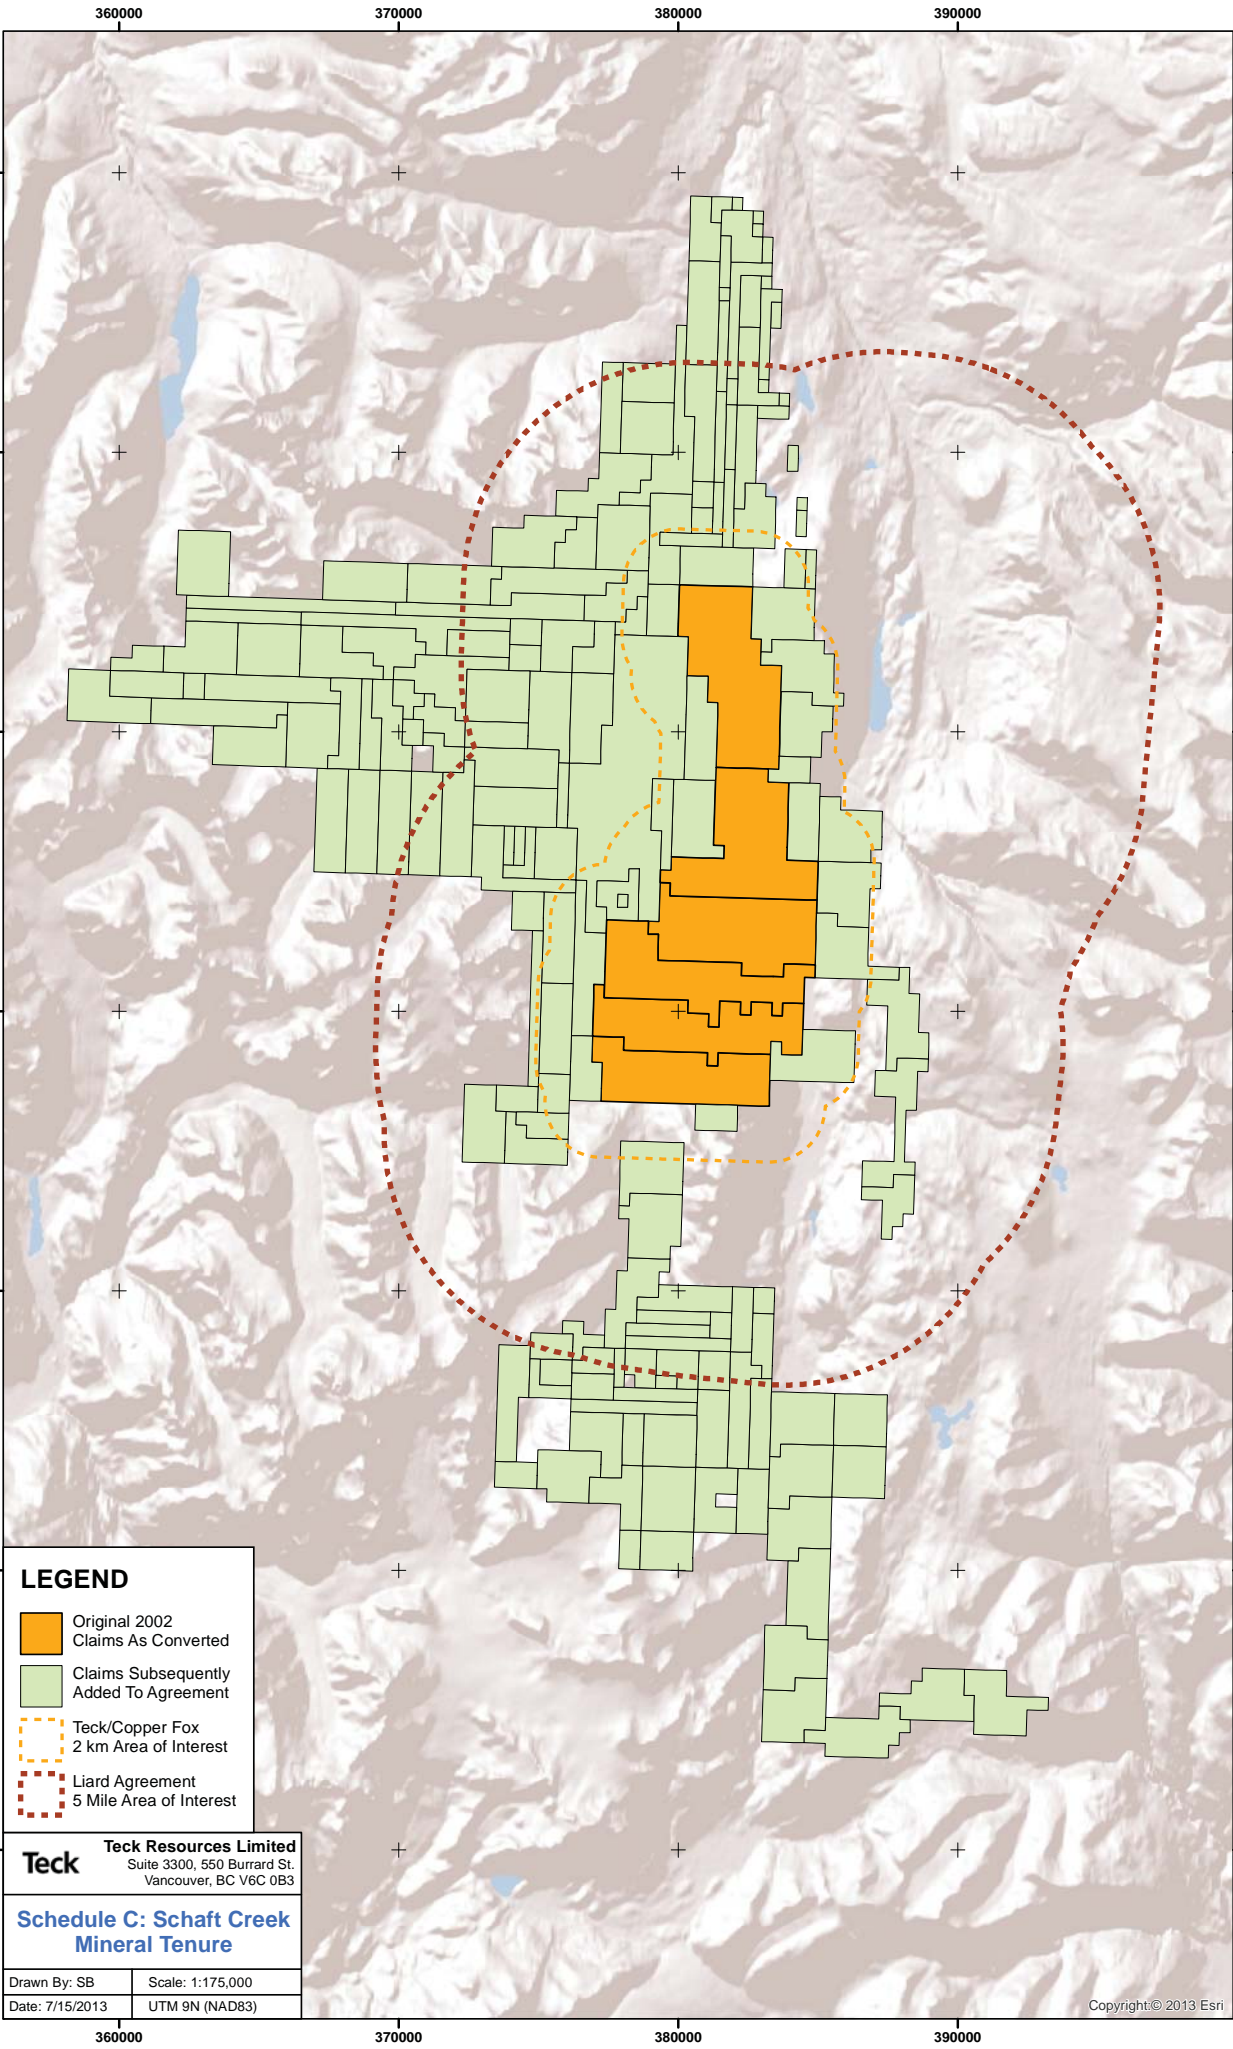 360000 370000 380000 390000
LEGEND
Original 2002
Claims As Converted
Claims Subsequently
Added To Agreement
Teck/Copper Fox
2 km Area of Interest
Liard Agreement
5 Mile Area of Interest
Teck
Teck Resources Limited
Suite 3300, 550 Burrard St.
Vancouver, BC V6C 0B3
Schedule C: Schaft Creek
Mineral Tenure
Drawn By: SB
Scale: 1:175,000
Date: 7/15/2013
UTM 9N (NAD83)
Copyright:© 2013 Esri
360000 370000 380000 390000